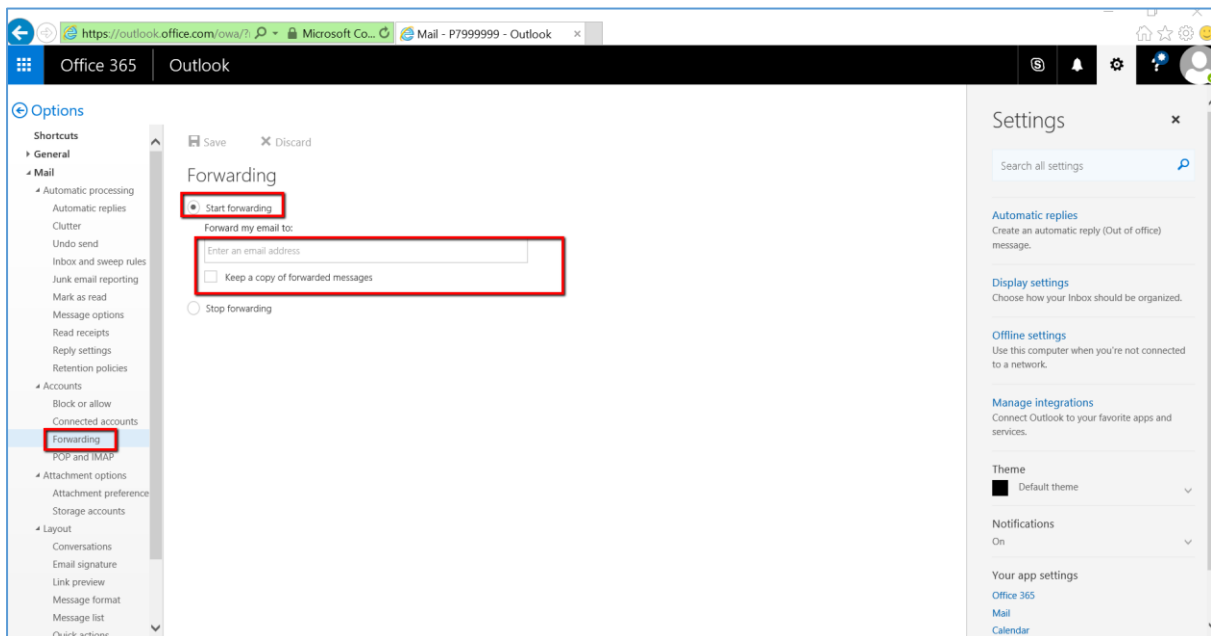 https://outlook.office.com/owa/?
Microsoft Co...
Mail - P7999999 - Outlook
Office 365
Outlook
Options
Shortcuts
General
Mail
Automatic processing
Automatic replies
Clutter
Undo send
Inbox and sweep rules
Junk email reporting
Mark as read
Message options
Read receipts
Reply settings
Retention policies
Accounts
Block or allow
Connected accounts
Forwarding
POP and IMAP
Attachment options
Attachment preference
Storage accounts
Layout
Conversations
Email signature
Link preview
Message format
Message list
Quick actions
Save
Discard
Forwarding
Start forwarding
Forward my email to:
Enter an email address
Keep a copy of forwarded messages
Stop forwarding
Settings
Search all settings
Automatic replies
Create an automatic reply (Out of office)
message.
Display settings
Choose how your Inbox should be organized.
Offline settings
Use this computer when you're not connected
to a network.
Manage integrations
Connect Outlook to your favorite apps and
services.
Theme
Default theme
Notifications
On
Your app settings
Office 365
Mail
Calendar